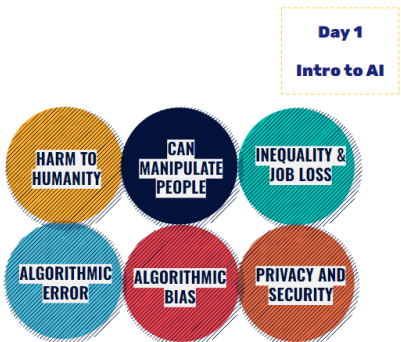 Day 1
Intro to AI
HARM TO
HUMANITY
CAN
MANIPULATE
PEOPLE
INEQUALITY &
JOB LOSS
ALGORITHMIC
ERROR
ALGORITHMIC
BIAS
PRIVACY AND
SECURITY